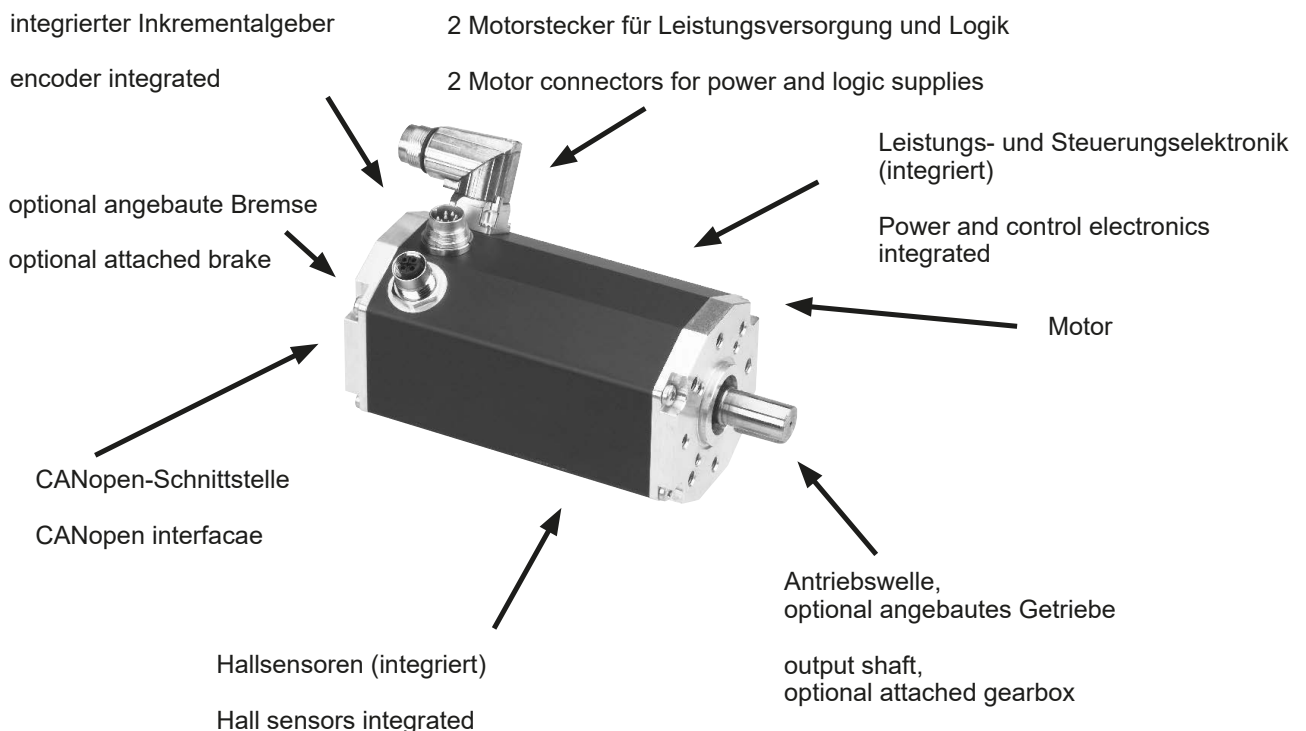 integrierter Inkrementalgeber
encoder integrated
2 Motorstecker für Leistungsversorgung und Logik
2 Motor connectors for power and logic supplies
Leistungs- und Steuerungselektronik
(integriert)
Power and control electronics
integrated
optional angebaute Bremse
optional attached brake
Motor
CANopen-Schnittstelle
CANopen interfacae
Antriebswelle,
optional angebautes Getriebe
output shaft,
optional attached gearbox
Hallsensoren (integriert)
Hall sensors integrated